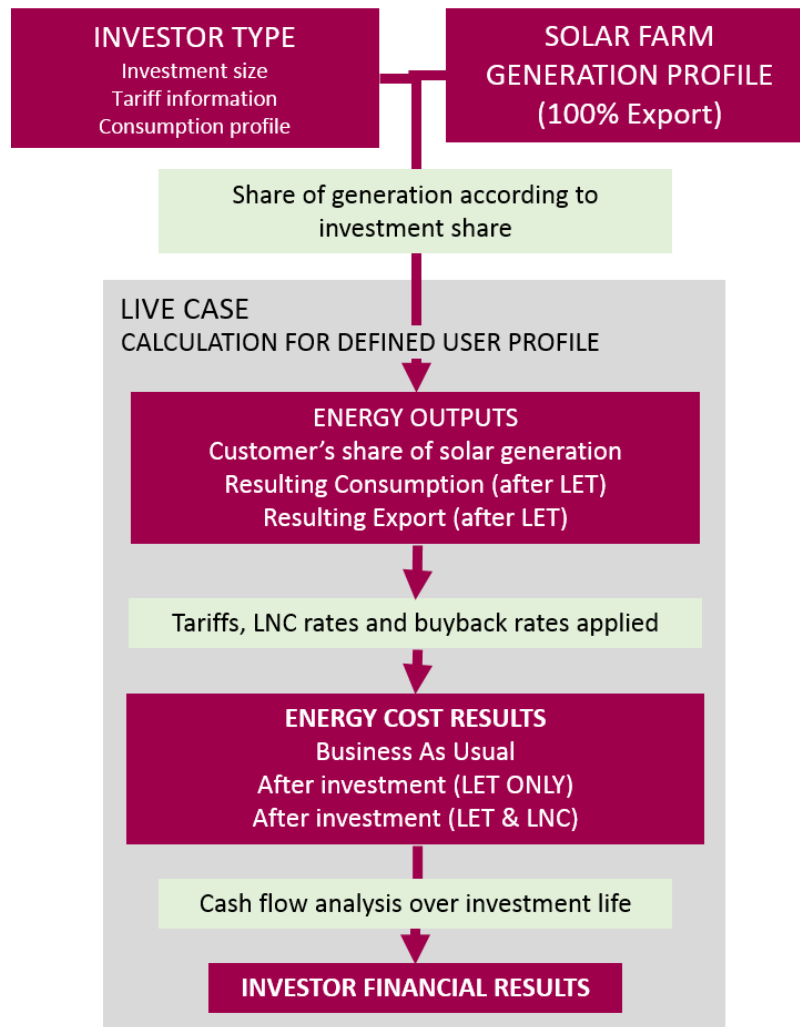 INVESTOR TYPE
Investment size
Tariff information
Consumption profile
SOLAR FARM
GENERATION PROFILE
(100% Export)
Share of generation according to
investment share
LIVE CASE
CALCULATION FOR DEFINED USER PROFILE
ENERGY OUTPUTS
Customer’s share of solar generation
Resulting Consumption (after LET)
Resulting Export (after LET)
Tariffs, LNC rates and buyback rates applied
ENERGY COST RESULTS
Business As Usual
After investment (LET ONLY)
After investment (LET & LNC)
Cash flow analysis over investment life
INVESTOR FINANCIAL RESULTS